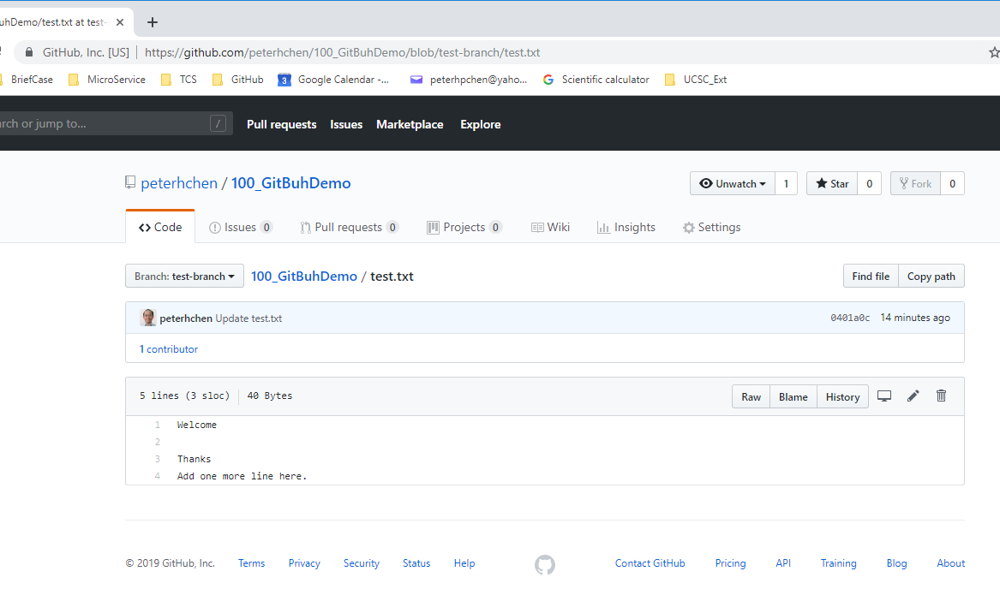 uhDemo/test.txt at test-
GitHub, Inc. [US] https://github.com/peterhchen/100_GitBuhDemo/blob/test-branch/test.txt
BriefCase MicroService TCS GitHub 3 Google Calendar -... peterhpchen@yaho... G Scientific calculator UCSC_Ext
rch or jump to... / Pull requests Issues Marketplace Explore
peterhchen / 100_GitBuhDemo Unwatch 1 Star 0 Fork 0
Code Issues 0 Pull requests 0 Projects 0 Wiki Insights Settings
Branch: test-branch 100_GitBuhDemo / test.txt Find file Copy path
peterhchen Update test.txt 0401a0c 14 minutes ago
1 contributor
5 lines (3 sloc) 40 Bytes Raw Blame History
1 Welcome
2
3 Thanks
4 Add one more line here.
© 2019 GitHub, Inc. Terms Privacy Security Status Help Contact GitHub Pricing API Training Blog About